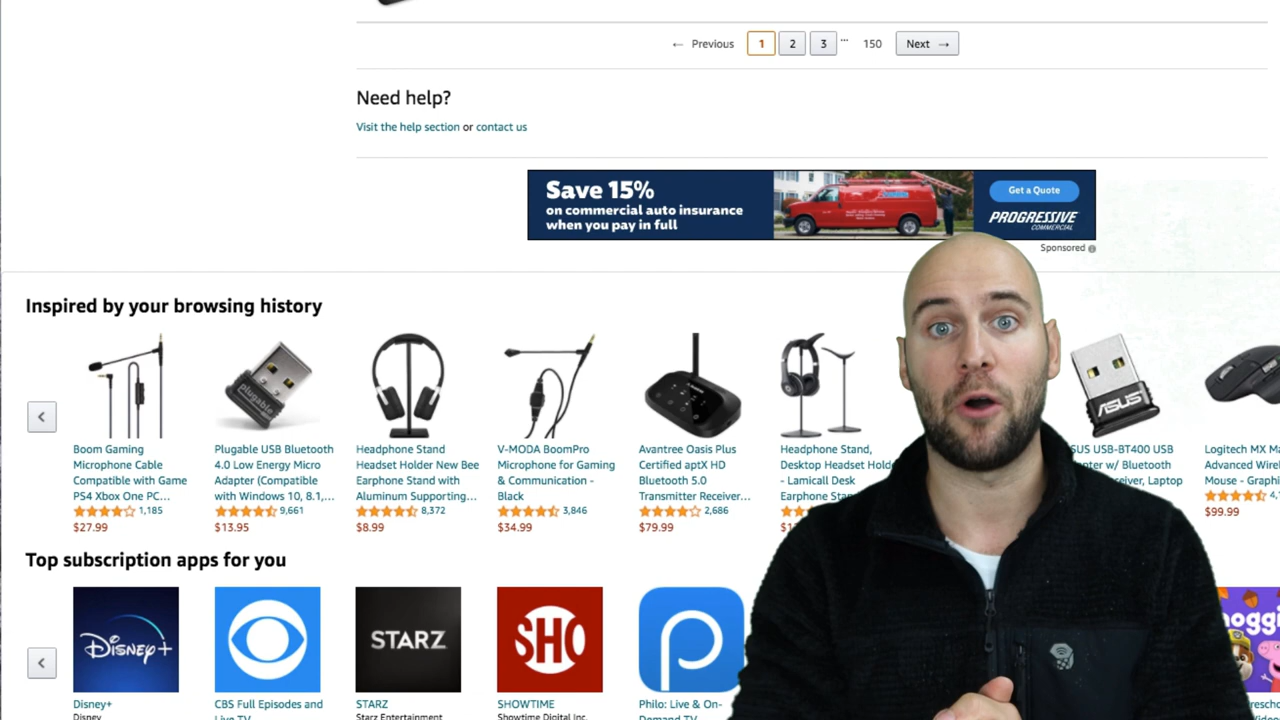 ← Previous 1 2 3 ... 150 Next →
Need help?
Visit the help section or contact us
Save 15%
on commercial auto insurance
when you pay in full
Get a Quote
PROGRESSIVE
COMMERCIAL
Sponsored
Inspired by your browsing history
plugable
ASUS
Boom Gaming
Microphone Cable
Compatible with Game
PS4 Xbox One PC...
1,185
$27.99
Plugable USB Bluetooth
4.0 Low Energy Micro
Adapter (Compatible
with Windows 10, 8.1,...
9,661
$13.95
Headphone Stand
Headset Holder New Bee
Earphone Stand with
Aluminum Supporting...
8,372
$8.99
V-MODA BoomPro
Microphone for Gaming
& Communication -
Black
3,846
$34.99
Avantree Oasis Plus
Certified aptX HD
Bluetooth 5.0
Transmitter Receiver...
2,686
$79.99
Headphone Stand,
Desktop Headset
- Lamicall Desk
Earphone
USB-BT400 USB
w/ Bluetooth
Laptop
Logitech MX
Advanced
Mouse -
$99.99
Top subscription apps for you
Disney+
STARZ
SHO
Disney+
Disney
CBS Full Episodes and
Live TV
STARZ
Starz Entertainment
SHOWTIME
Showtime Digital Inc.
Philo: Live & On-
Demand TV